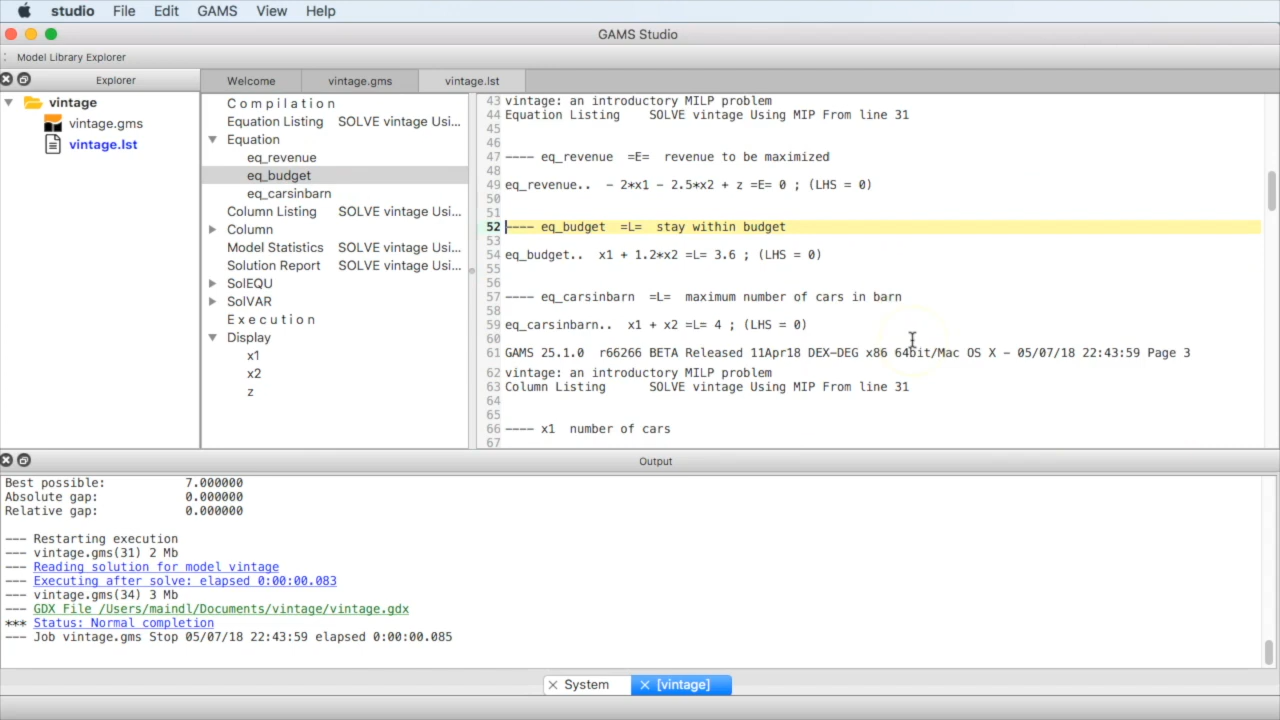 studio File Edit GAMS View Help
GAMS Studio
Model Library Explorer
Explorer
vintage
vintage.gms
vintage.lst
Welcome vintage.gms vintage.lst
Compilation
Equation Listing SOLVE vintage Usi...
Equation
eq_revenue
eq_budget
eq_carsinbarn
Column Listing SOLVE vintage Usi...
Column
Model Statistics SOLVE vintage Usi...
Solution Report SOLVE vintage Usi...
SolEQU
SolVAR
Execution
Display
x1
x2
z
43 vintage: an introductory MILP problem
44 Equation Listing SOLVE vintage Using MIP From line 31
45
46
47 ---- eq_revenue =E= revenue to be maximized
48
49 eq_revenue.. - 2*x1 - 2.5*x2 + z =E= 0 ; (LHS = 0)
50
51
52 ---- eq_budget =L= stay within budget
53
54 eq_budget.. x1 + 1.2*x2 =L= 3.6 ; (LHS = 0)
55
56
57 ---- eq_carsinbarn =L= maximum number of cars in barn
58
59 eq_carsinbarn.. x1 + x2 =L= 4 ; (LHS = 0)
60
61 GAMS 25.1.0 r66266 BETA Released 11Apr18 DEX-DEG x86 64bit/Mac OS X - 05/07/18 22:43:59 Page 3
62 vintage: an introductory MILP problem
63 Column Listing SOLVE vintage Using MIP From line 31
64
65
66 ---- x1 number of cars
67
Output
Best possible: 7.000000
Absolute gap: 0.000000
Relative gap: 0.000000
--- Restarting execution
--- vintage.gms(31) 2 Mb
--- Reading solution for model vintage
--- Executing after solve: elapsed 0:00:00.083
--- vintage.gms(34) 3 Mb
--- GDX File /Users/maindl/Documents/vintage/vintage.gdx
*** Status: Normal completion
--- Job vintage.gms Stop 05/07/18 22:43:59 elapsed 0:00:00.085
System [vintage]